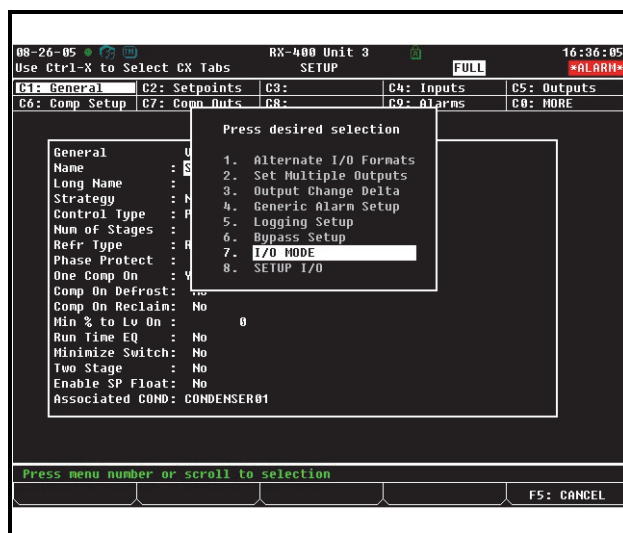 08-26-05 RX-400 Unit 3 16:36:05
Use Ctrl-X to Select CX Tabs SETUP FULL *ALARM*
C1: General C2: Setpoints C3: C4: Inputs C5: Outputs
C6: Comp Setup C7: Comp Outs C8: C9: Alarms C0: MORE
Press desired selection
1. Alternate I/O Formats
2. Set Multiple Outputs
3. Output Change Delta
4. Generic Alarm Setup
5. Logging Setup
6. Bypass Setup
7. I/O MODE
8. SETUP I/O
General
Name : S
Long Name :
Strategy : N
Control Type : P
Num of Stages :
Refr Type : R
Phase Protect :
One Comp On : Y
Comp On Defrost: No
Comp On Reclaim: No
Min % to Lv On : 0
Run Time EQ : No
Minimize Switch: No
Two Stage : No
Enable SP Float: No
Associated COND: CONDENSER01
Press menu number or scroll to selection
F5: CANCEL